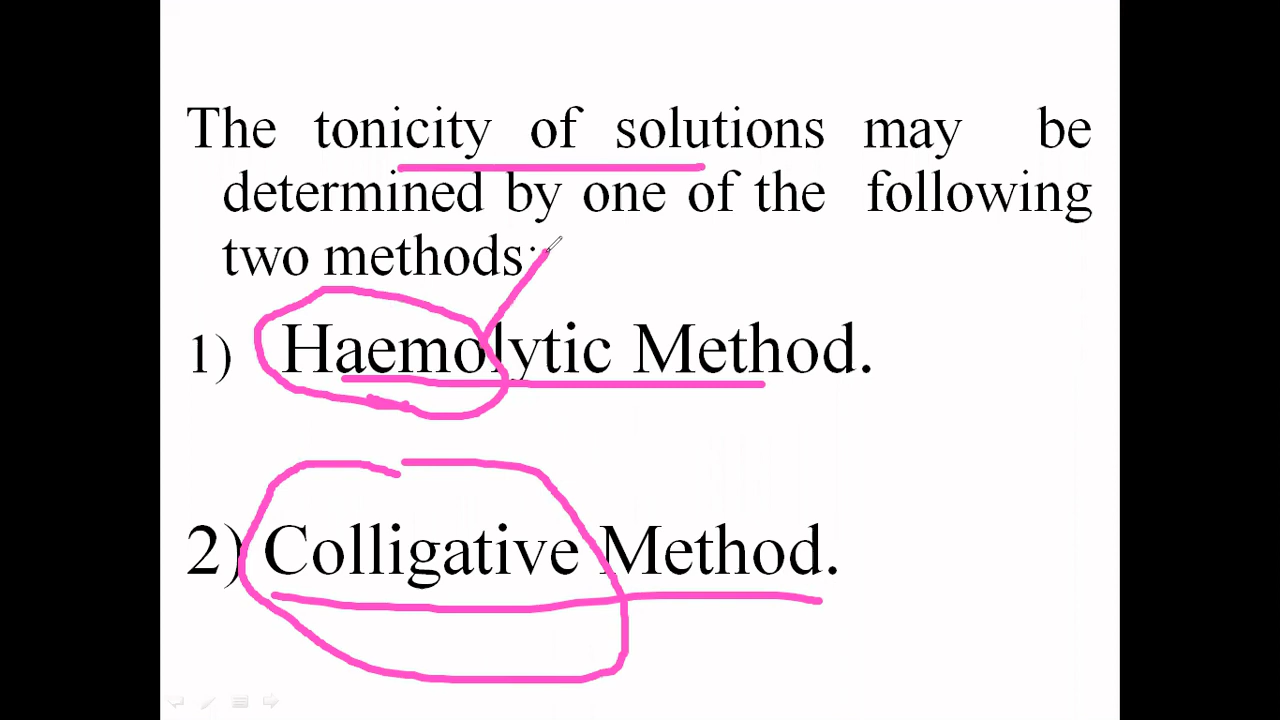 The tonicity of solutions may be
determined by one of the following
two methods:
1) Haemolytic Method.
2) Colligative Method.